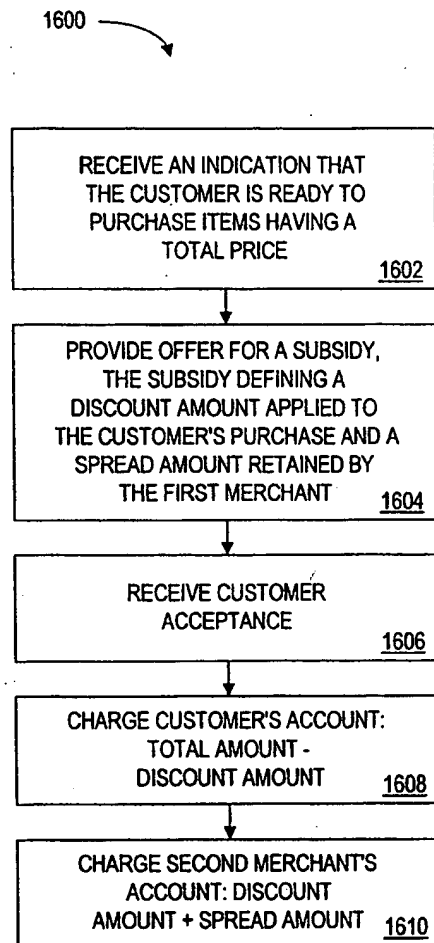 1600
RECEIVE AN INDICATION THAT
THE CUSTOMER IS READY TO
PURCHASE ITEMS HAVING A
TOTAL PRICE
1602
PROVIDE OFFER FOR A SUBSIDY,
THE SUBSIDY DEFINING A
DISCOUNT AMOUNT APPLIED TO
THE CUSTOMER'S PURCHASE AND A
SPREAD AMOUNT RETAINED BY
THE FIRST MERCHANT
1604
RECEIVE CUSTOMER
ACCEPTANCE
1606
CHARGE CUSTOMER'S ACCOUNT:
TOTAL AMOUNT -
DISCOUNT AMOUNT
1608
CHARGE SECOND MERCHANT'S
ACCOUNT: DISCOUNT
AMOUNT + SPREAD AMOUNT
1610